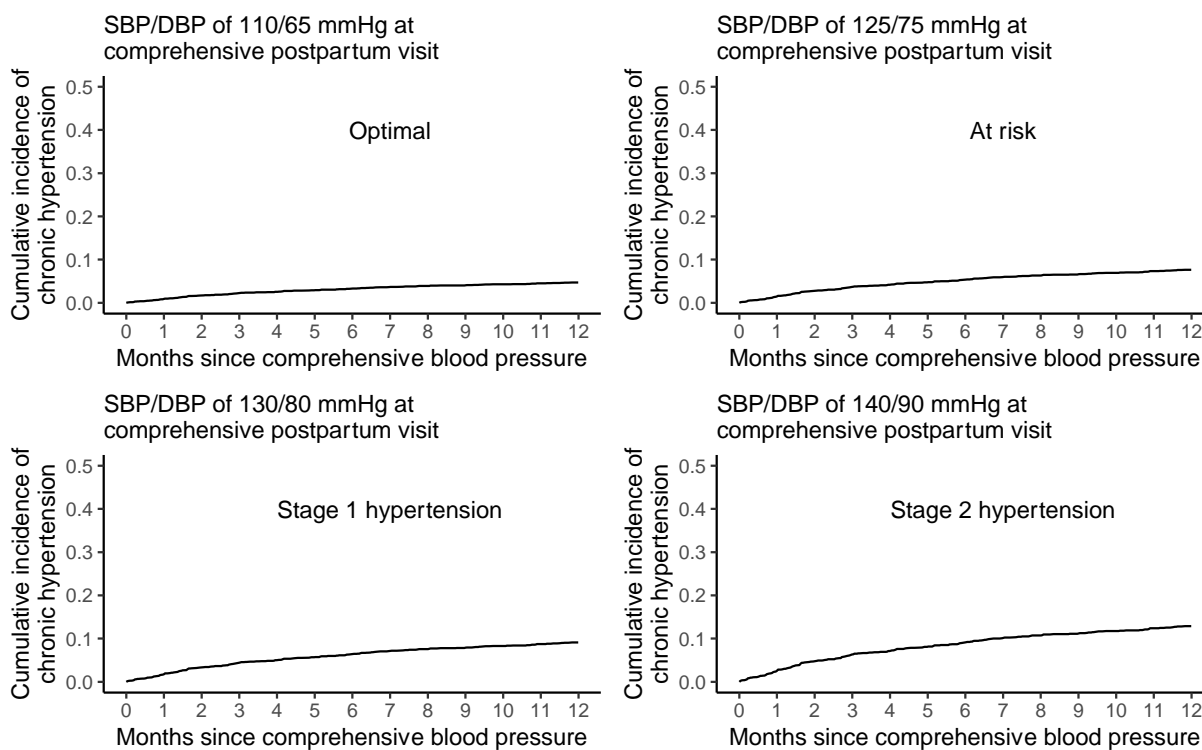 SBP/DBP of 110/65 mmHg at
comprehensive postpartum visit
Cumulative incidence of
chronic hypertension
0.5
0.4
0.3
0.2
0.1
0.0
Optimal
0 1 2 3 4 5 6 7 8 9 10 11 12
Months since comprehensive blood pressure
SBP/DBP of 125/75 mmHg at
comprehensive postpartum visit
Cumulative incidence of
chronic hypertension
0.5
0.4
0.3
0.2
0.1
0.0
At risk
0 1 2 3 4 5 6 7 8 9 10 11 12
Months since comprehensive blood pressure
SBP/DBP of 130/80 mmHg at
comprehensive postpartum visit
Cumulative incidence of
chronic hypertension
0.5
0.4
0.3
0.2
0.1
0.0
Stage 1 hypertension
0 1 2 3 4 5 6 7 8 9 10 11 12
Months since comprehensive blood pressure
SBP/DBP of 140/90 mmHg at
comprehensive postpartum visit
Cumulative incidence of
chronic hypertension
0.5
0.4
0.3
0.2
0.1
0.0
Stage 2 hypertension
0 1 2 3 4 5 6 7 8 9 10 11 12
Months since comprehensive blood pressure